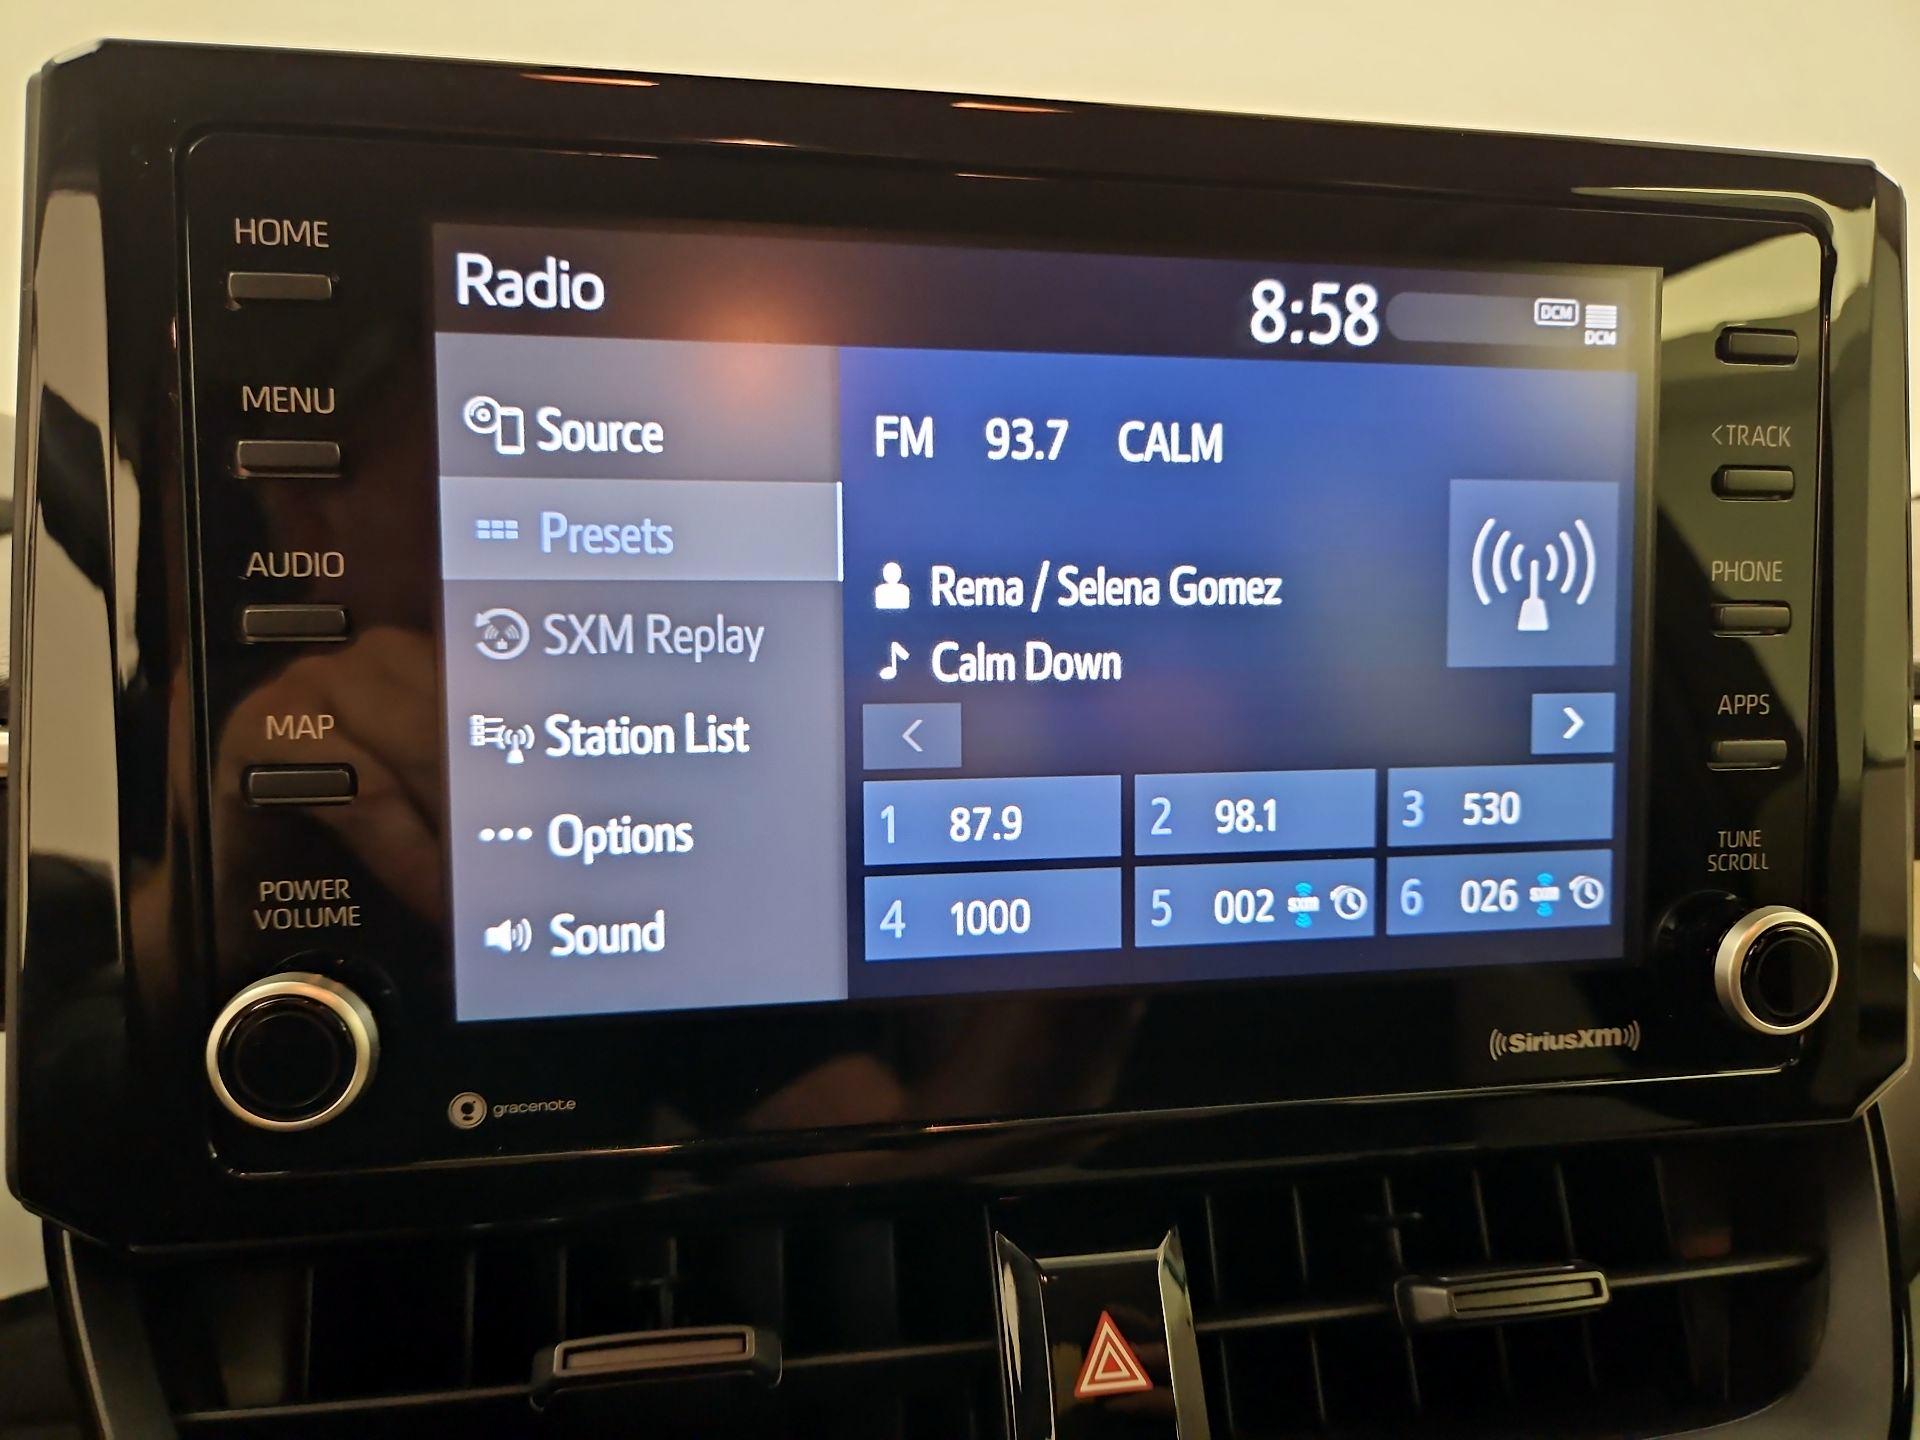 HOME
MENU
AUDIO
MAP
POWER
VOLUME
Radio
8:58
DCM
DCM
Source
Presets
SXM Replay
Station List
Options
Sound
FM 93.7 CALM
Rema / Selena Gomez
Calm Down
< >
1 87.9
2 98.1
3 530
4 1000
5 002 sxm
6 026 sxm
<TRACK
PHONE
APPS
TUNE
SCROLL
gracenote
((SiriusXM))